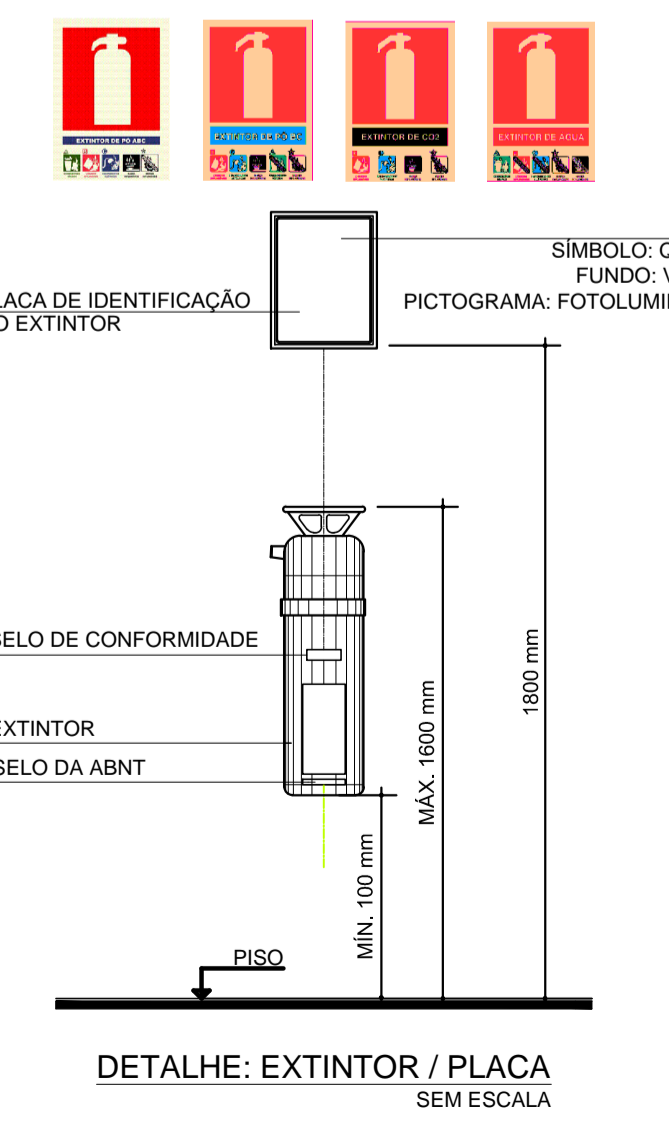 EXTINTOR DE PÓ ABC
EXTINTOR DE PÓ BC
EXTINTOR DE CO2
EXTINTOR DE AGUA
SÍMBOLO: Q
FUNDO: V
PICTOGRAMA: FOTOLUMI
LACA DE IDENTIFICAÇÃO
O EXTINTOR
SELO DE CONFORMIDADE
EXTINTOR
SELO DA ABNT
MÍN. 100 mm
MÁX. 1600 mm
1800 mm
PISO
DETALHE: EXTINTOR / PLACA
SEM ESCALA